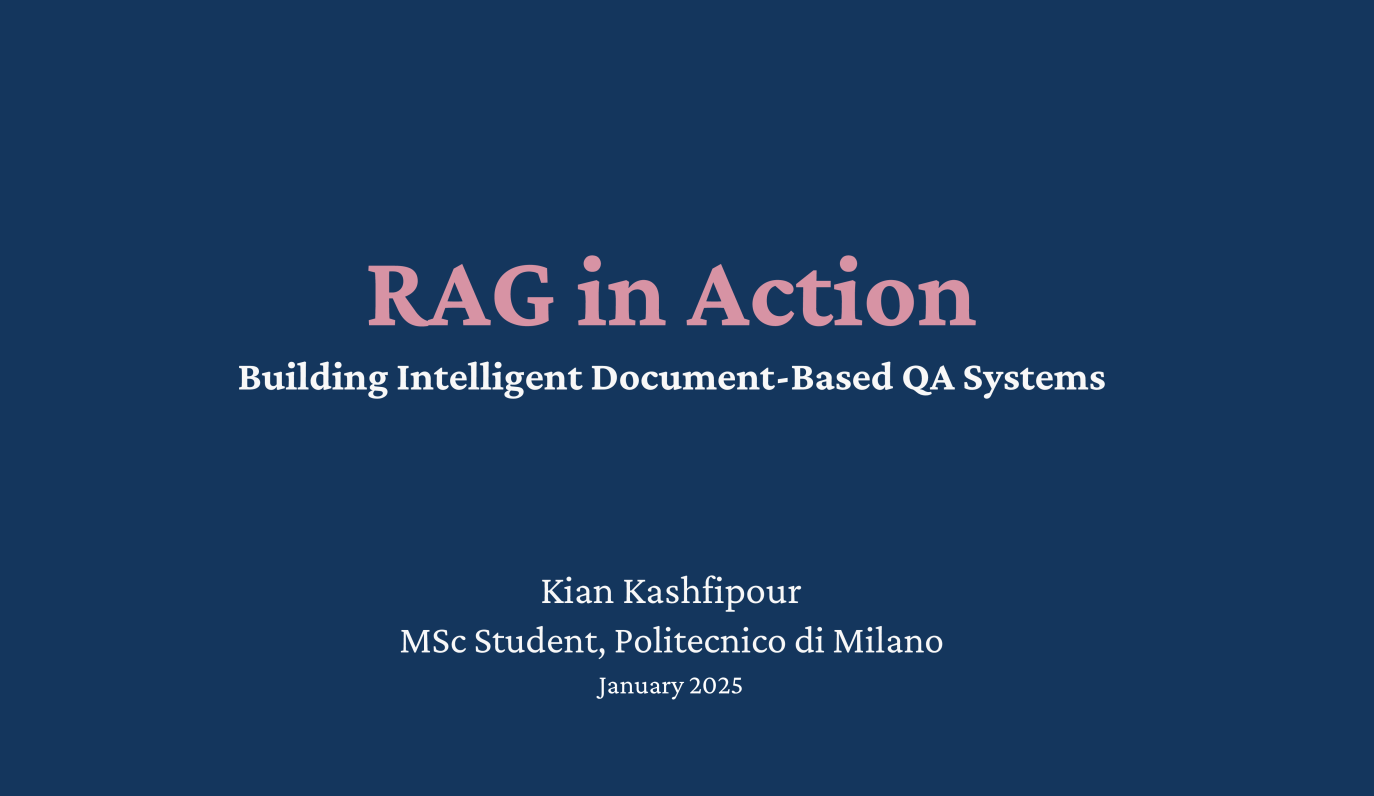 RAG in Action
Building Intelligent Document-Based QA Systems
Kian Kashfipour
MSc Student, Politecnico di Milano
January 2025